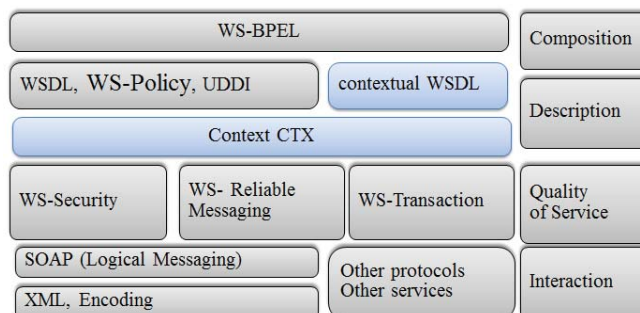 WS-BPEL
Composition
WSDL, WS-Policy, UDDI
contextual WSDL
Description
Context CTX
WS-Security
WS- Reliable
Messaging
WS-Transaction
Quality
of Service
SOAP (Logical Messaging)
XML, Encoding
Other protocols
Other services
Interaction